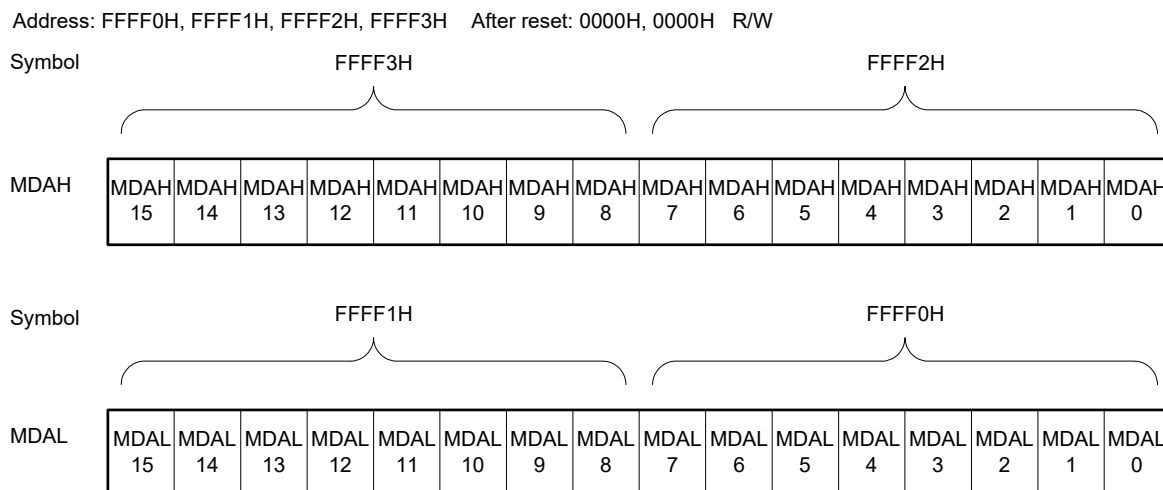 Address: FFFF0H, FFFF1H, FFFF2H, FFFF3H After reset: 0000H, 0000H R/W
Symbol FFFF3H FFFF2H
MDAH MDAH MDAH MDAH MDAH MDAH MDAH MDAH MDAH MDAH MDAH MDAH MDAH MDAH MDAH MDAH MDAH
15 14 13 12 11 10 9 8 7 6 5 4 3 2 1 0
Symbol FFFF1H FFFF0H
MDAL MDAL MDAL MDAL MDAL MDAL MDAL MDAL MDAL MDAL MDAL MDAL MDAL MDAL MDAL MDAL MDAL
15 14 13 12 11 10 9 8 7 6 5 4 3 2 1 0